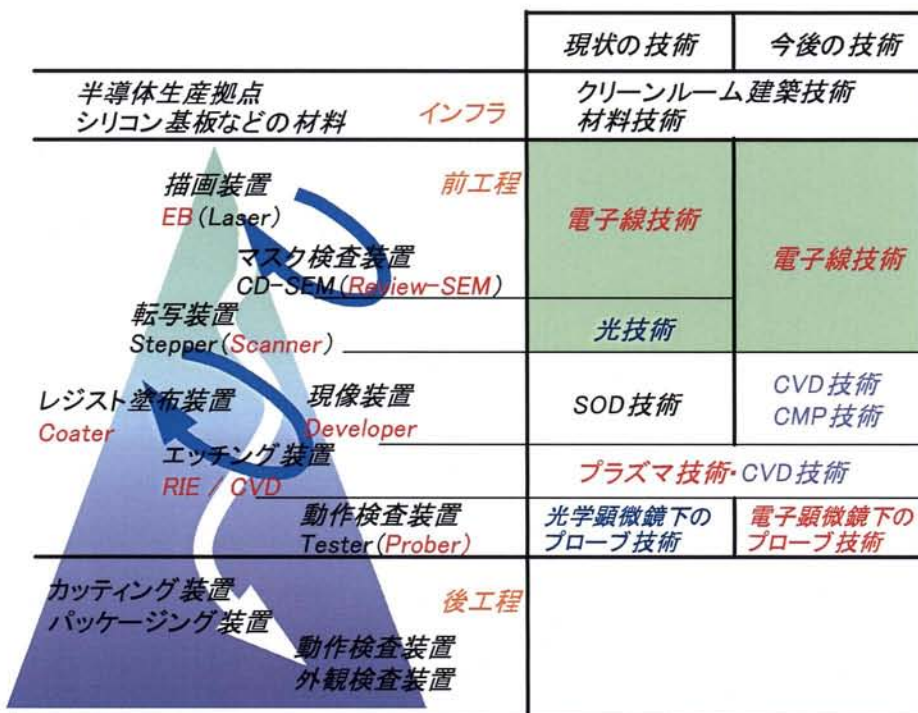 現状の技術
今後の技術
半導体生産拠点
シリコン基板などの材料
インフラ
クリーンルーム建築技術
材料技術
前工程
描画装置
EB(Laser)
電子線技術
電子線技術
マスク検査装置
CD-SEM(Review-SEM)
転写装置
Stepper(Scanner)
光技術
レジスト塗布装置
Coater
現像装置
Developer
SOD技術
CVD技術
CMP技術
エッチング装置
RIE / CVD
プラズマ技術・CVD技術
動作検査装置
Tester(Prober)
光学顕微鏡下の
プローブ技術
電子顕微鏡下の
プローブ技術
後工程
カッティング装置
パッケージング装置
動作検査装置
外観検査装置